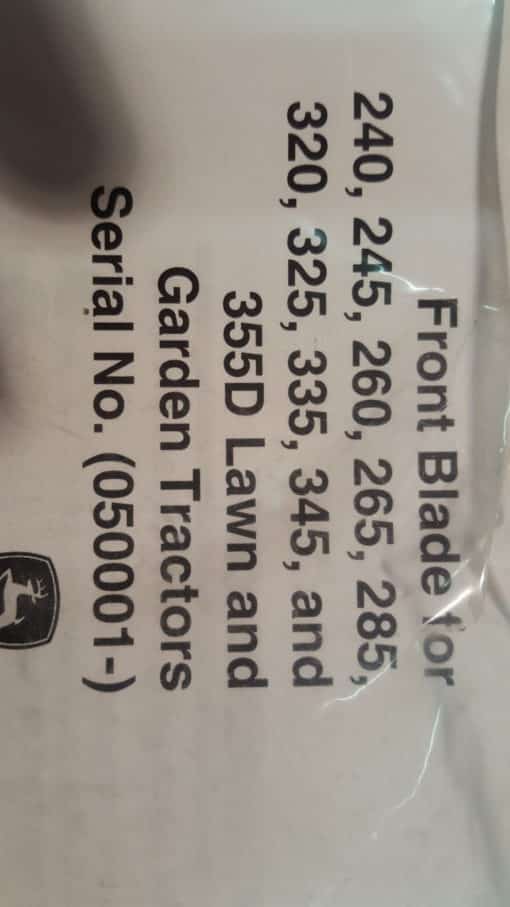 Front Blade for
240, 245, 260, 265, 285,
320, 325, 335, 345, and
355D Lawn and
Garden Tractors
Serial No. (050001-)